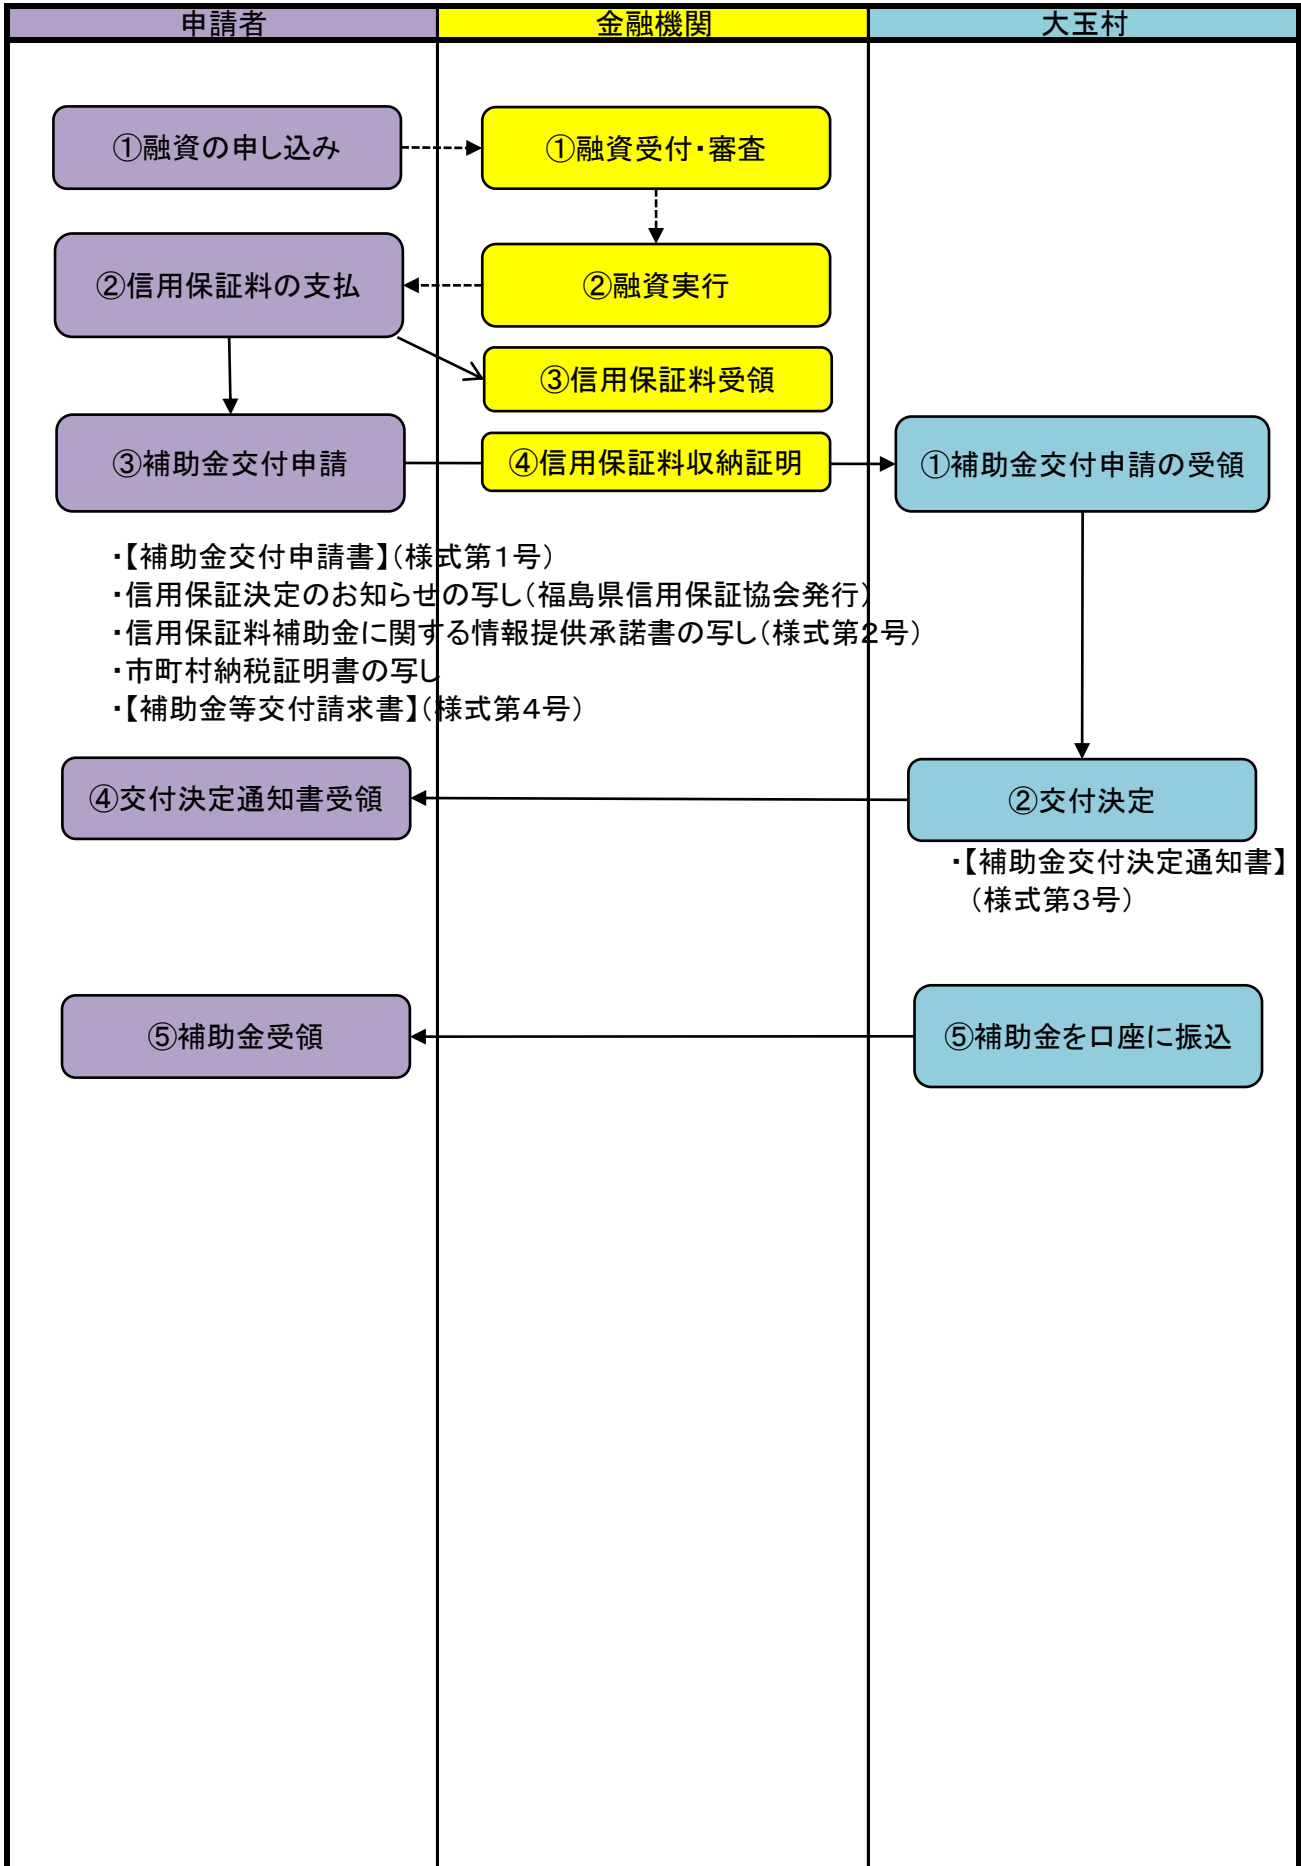 申請者
金融機関
大玉村
①融資の申し込み
①融資受付・審査
②信用保証料の支払
②融資実行
③信用保証料受領
③補助金交付申請
④信用保証料収納証明
①補助金交付申請の受領
・【補助金交付申請書】（様式第１号）
・信用保証決定のお知らせの写し（福島県信用保証協会発行）
・信用保証料補助金に関する情報提供承諾書の写し（様式第２号）
・市町村納税証明書の写し
・【補助金等交付請求書】（様式第４号）
④交付決定通知書受領
②交付決定
・【補助金交付決定通知書】
（様式第３号）
⑤補助金受領
⑤補助金を口座に振込